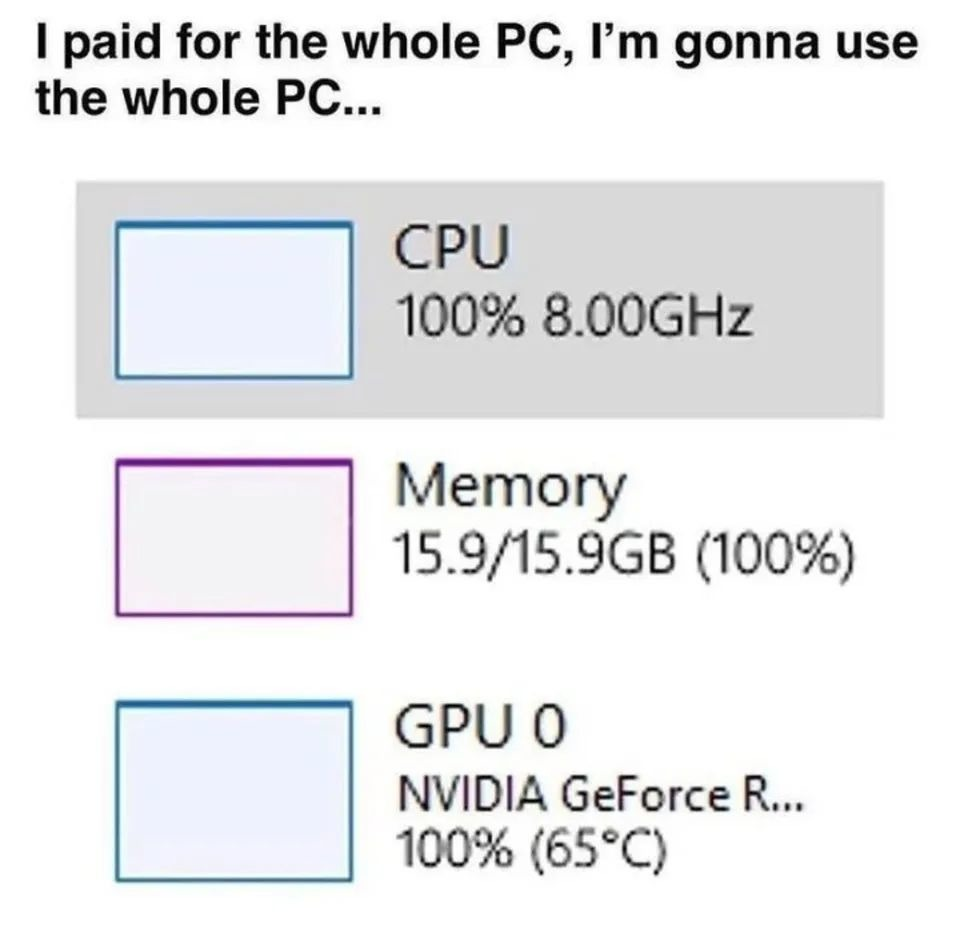 I paid for the whole PC, I’m gonna use
the whole PC...
CPU
100% 8.00GHz
Memory
15.9/15.9GB (100%)
GPU 0
NVIDIA GeForce R...
100% (65°C)